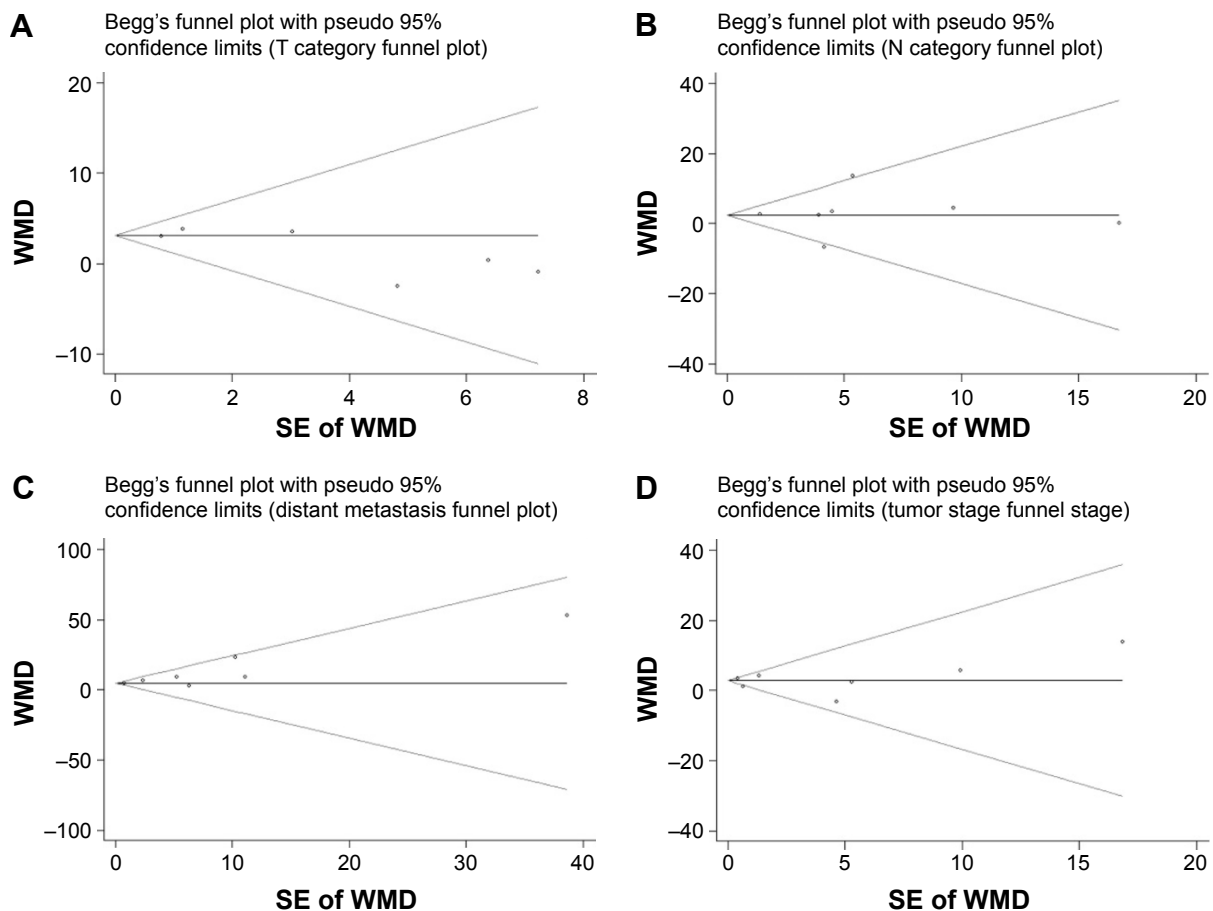 A
Begg's funnel plot with pseudo 95%
confidence limits (T category funnel plot)
20
10
0
–10
WMD
0 2 4 6 8
SE of WMD
B
Begg's funnel plot with pseudo 95%
confidence limits (N category funnel plot)
40
20
0
–20
–40
WMD
0 5 10 15 20
SE of WMD
C
Begg's funnel plot with pseudo 95%
confidence limits (distant metastasis funnel plot)
100
50
0
–50
–100
WMD
0 10 20 30 40
SE of WMD
D
Begg's funnel plot with pseudo 95%
confidence limits (tumor stage funnel stage)
40
20
0
–20
–40
WMD
0 5 10 15 20
SE of WMD